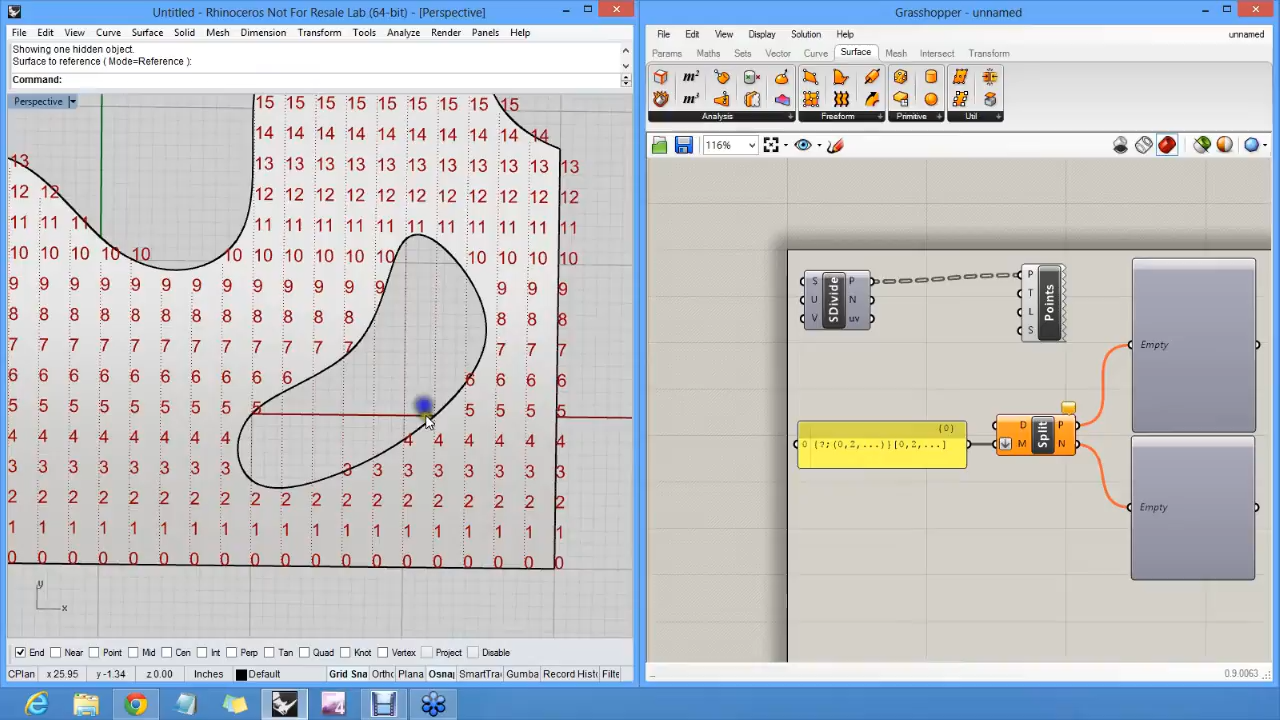 Untitled - Rhinoceros Not For Resale Lab (64-bit) - [Perspective]
File Edit View Curve Surface Solid Mesh Dimension Transform Tools Analyze Render Panels Help
Showing one hidden object.
Surface to reference ( Mode=Reference ):
Command:
Perspective
15 15 15 15 15 15 15 15 15
14 14 14 14 14 14 14 14 14 14
13 13 13 13 13 13 13 13 13 13 13 13
12 12 12 12 12 12 12 12 12 12 12 12 12
11 11 11 11 11 11 11 11 11 11 11 11
10 10 10 10 10 10 10 10 10 10 10 10 10 10 10
9 9 9 9 9 9 9 9 9 9 9 9 9 9 9 9
8 8 8 8 8 8 8 8 8 8 8 8 8 8 8
7 7 7 7 7 7 7 7 7 7 7 7 7 7 7
6 6 6 6 6 6 6 6 6 6 6 6 6 6
5 5 5 5 5 5 5 5 5 5 5 5 5
4 4 4 4 4 4 4 4 4 4 4 4 4 4
3 3 3 3 3 3 3 3 3 3 3 3 3 3 3 3
2 2 2 2 2 2 2 2 2 2 2 2 2 2 2 2 2 2 2
1 1 1 1 1 1 1 1 1 1 1 1 1 1 1 1 1 1 1
0 0 0 0 0 0 0 0 0 0 0 0 0 0 0 0 0 0 0
y
x
End Near Point Mid Cen Int Perp Tan Quad Knot Vertex Project Disable
CPlan x 25.95 y -1.34 z 0.00 Inches Default Grid Sna Ortho Plana Osna SmartTrac Gumba Record Histo Filte
Grasshopper - unnamed
File Edit View Display Solution Help unnamed
Params Maths Sets Vector Curve Surface Mesh Intersect Transform
m² m³
Analysis Freeform Primitive Util
116%
S U V SDivide P N uv
P T L S Points
Empty
{0}
0 {?;(0,2,...)}[0,2,...]
D M Split P N
Empty
0.9.0063